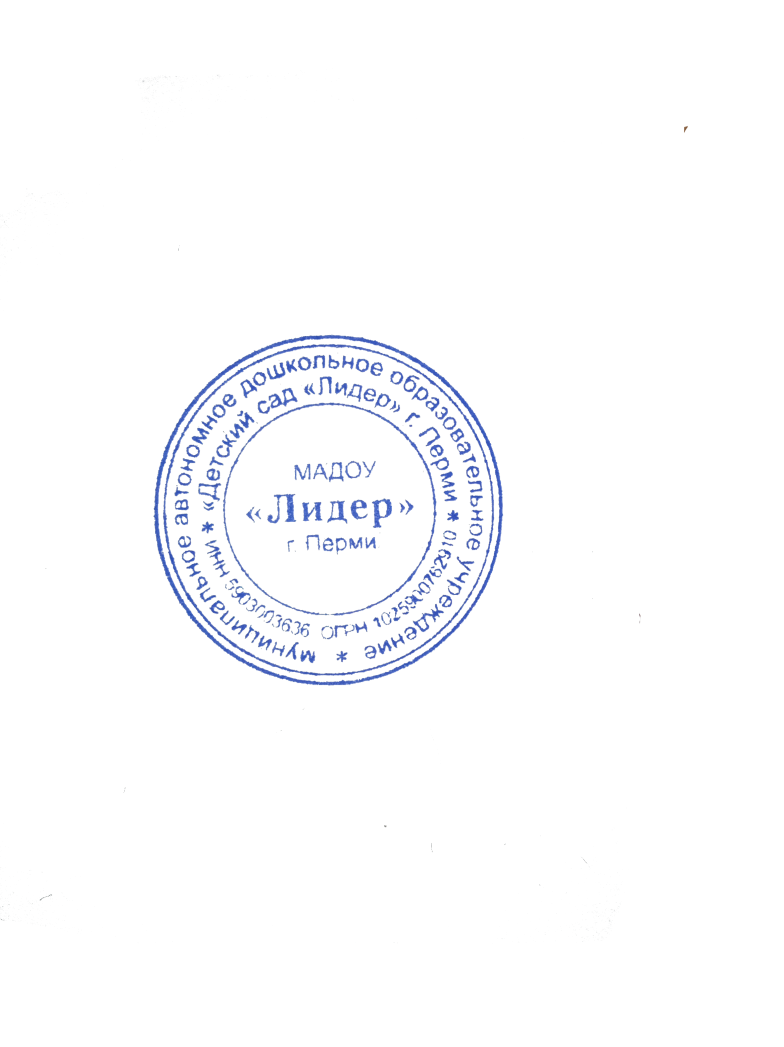 муниципальное автономное дошкольное образовательное учреждение *
* «Детский сад «Лидер» г. Перми *
ИНН 5903003636 ОГРН 1025900762910
МАДОУ
«Лидер»
г. Перми